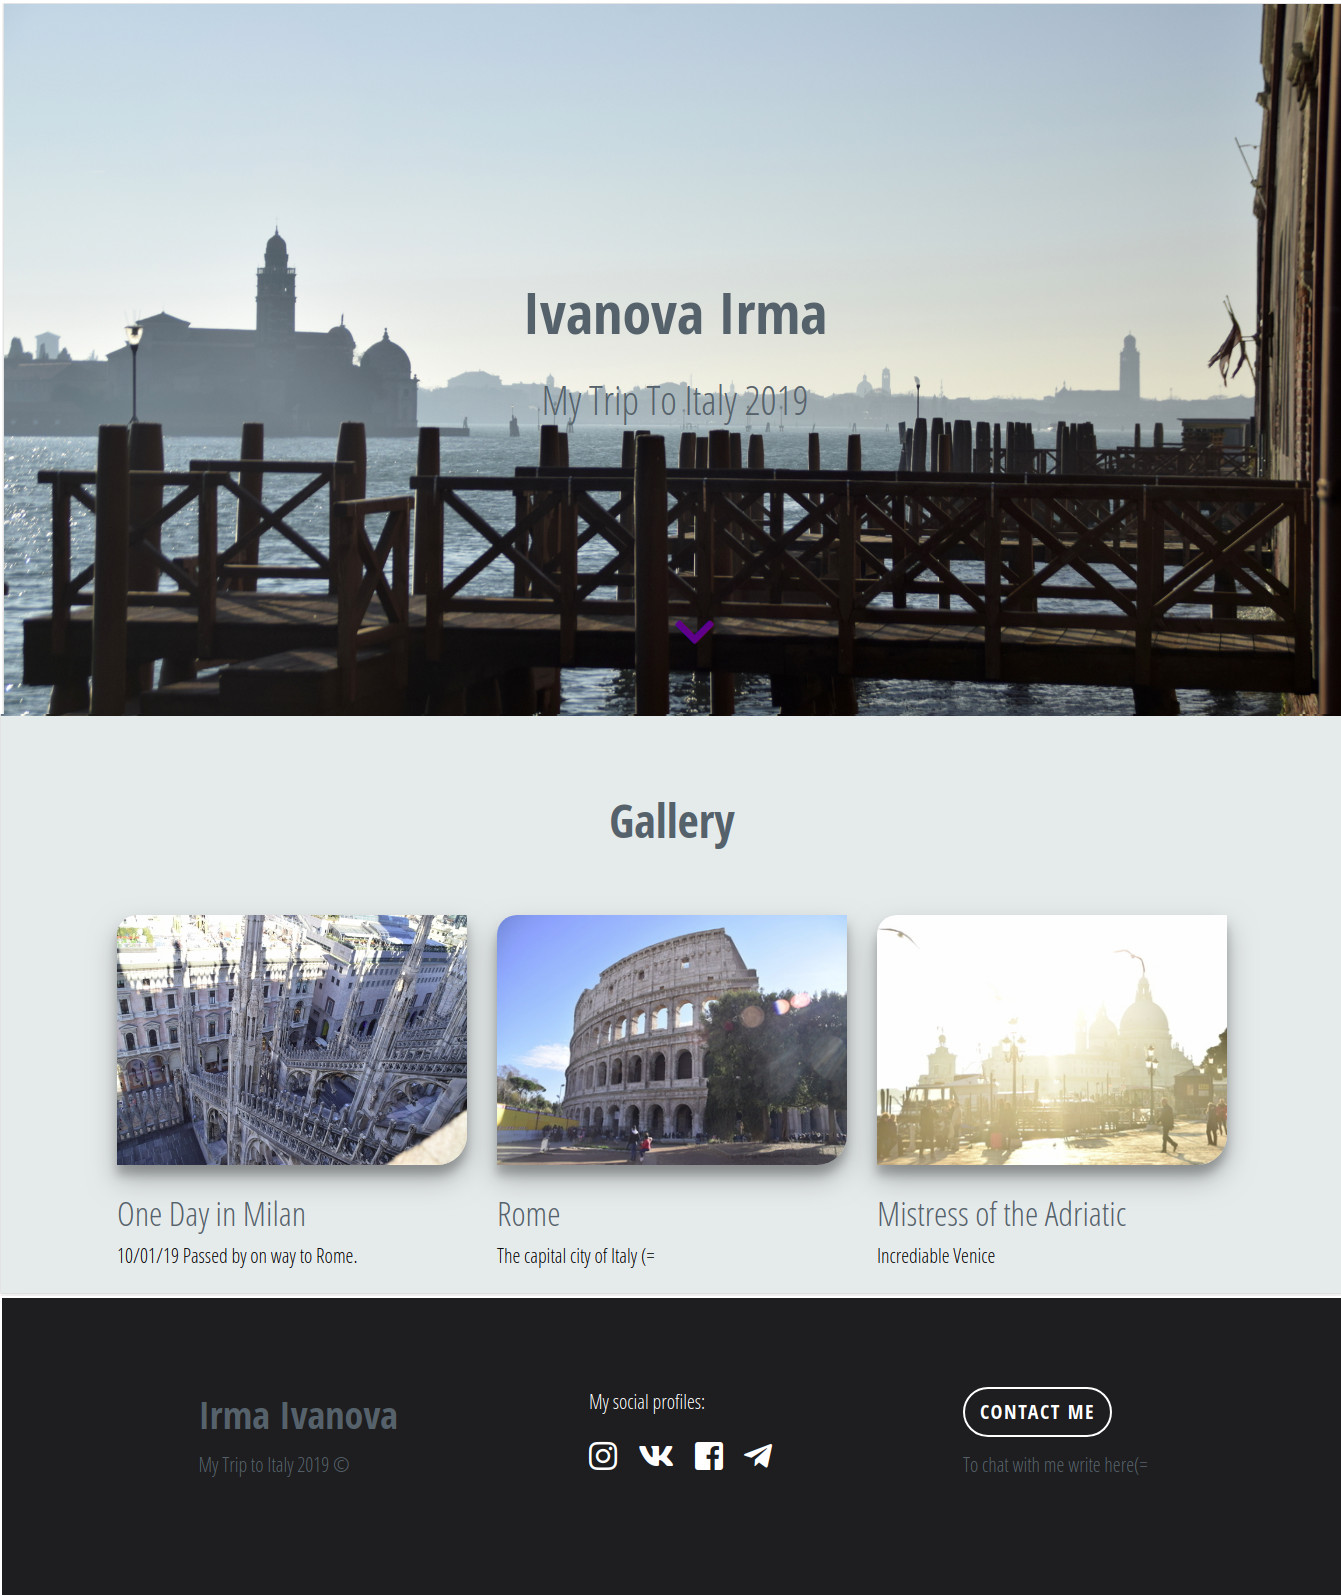 Ivanova Irma
My Trip To Italy 2019
Gallery
One Day in Milan
10/01/19 Passed by on way to Rome.
Rome
The capital city of Italy (=
Mistress of the Adriatic
Incrediable Venice
Irma Ivanova
My Trip to Italy 2019 ©
My social profiles:
CONTACT ME
To chat with me write here(=